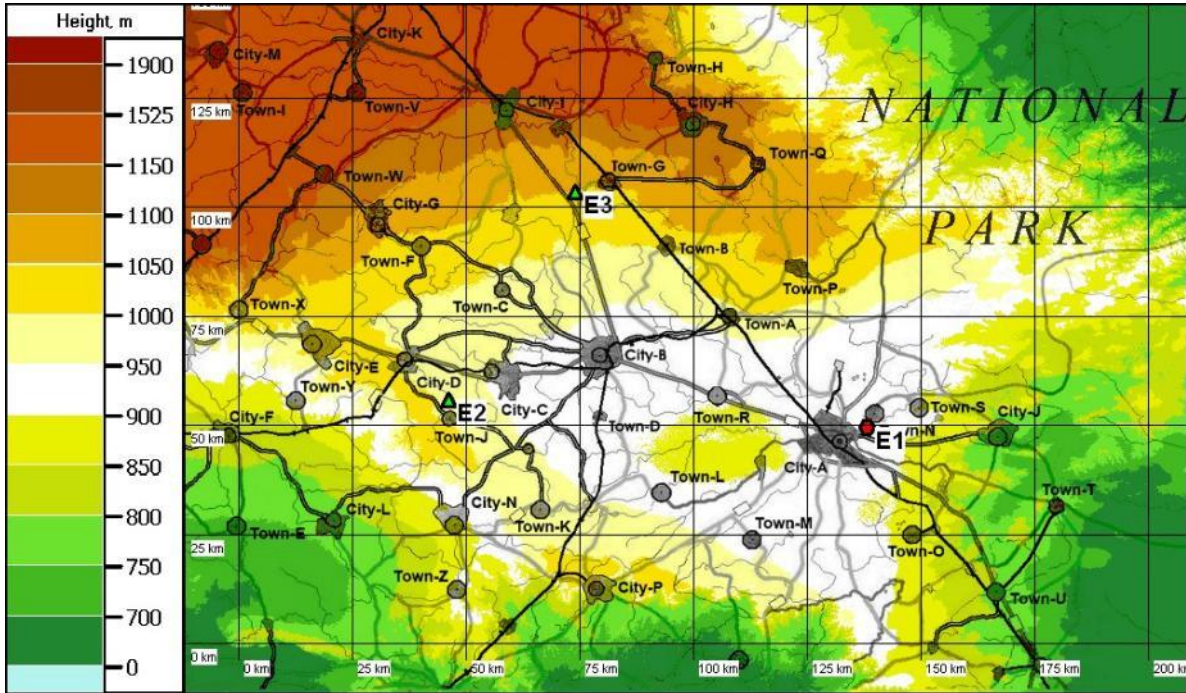 Height, m
1900
1525
1150
1100
1050
1000
950
900
850
800
750
700
0
City-K
City-M
Town-H
Town-I
Town-V
City-I
City-H
125 km
NATIONAL
Town-Q
Town-W
Town-G
City-G
E3
100 km
PARK
Town-F
Town-B
Town-P
Town-C
Town-X
Town-A
75 km
City-B
City-E
City-D
Town-Y
City-C
E2
Town-R
Town-S
City-J
City-F
Town-J
Town-D
E1
50 km
City-A
Town-L
City-N
Town-T
City-L
Town-E
Town-K
Town-M
Town-O
25 km
Town-Z
City-P
Town-U
0 km
0 km
25 km
50 km
75 km
100 km
125 km
150 km
175 km
200 km